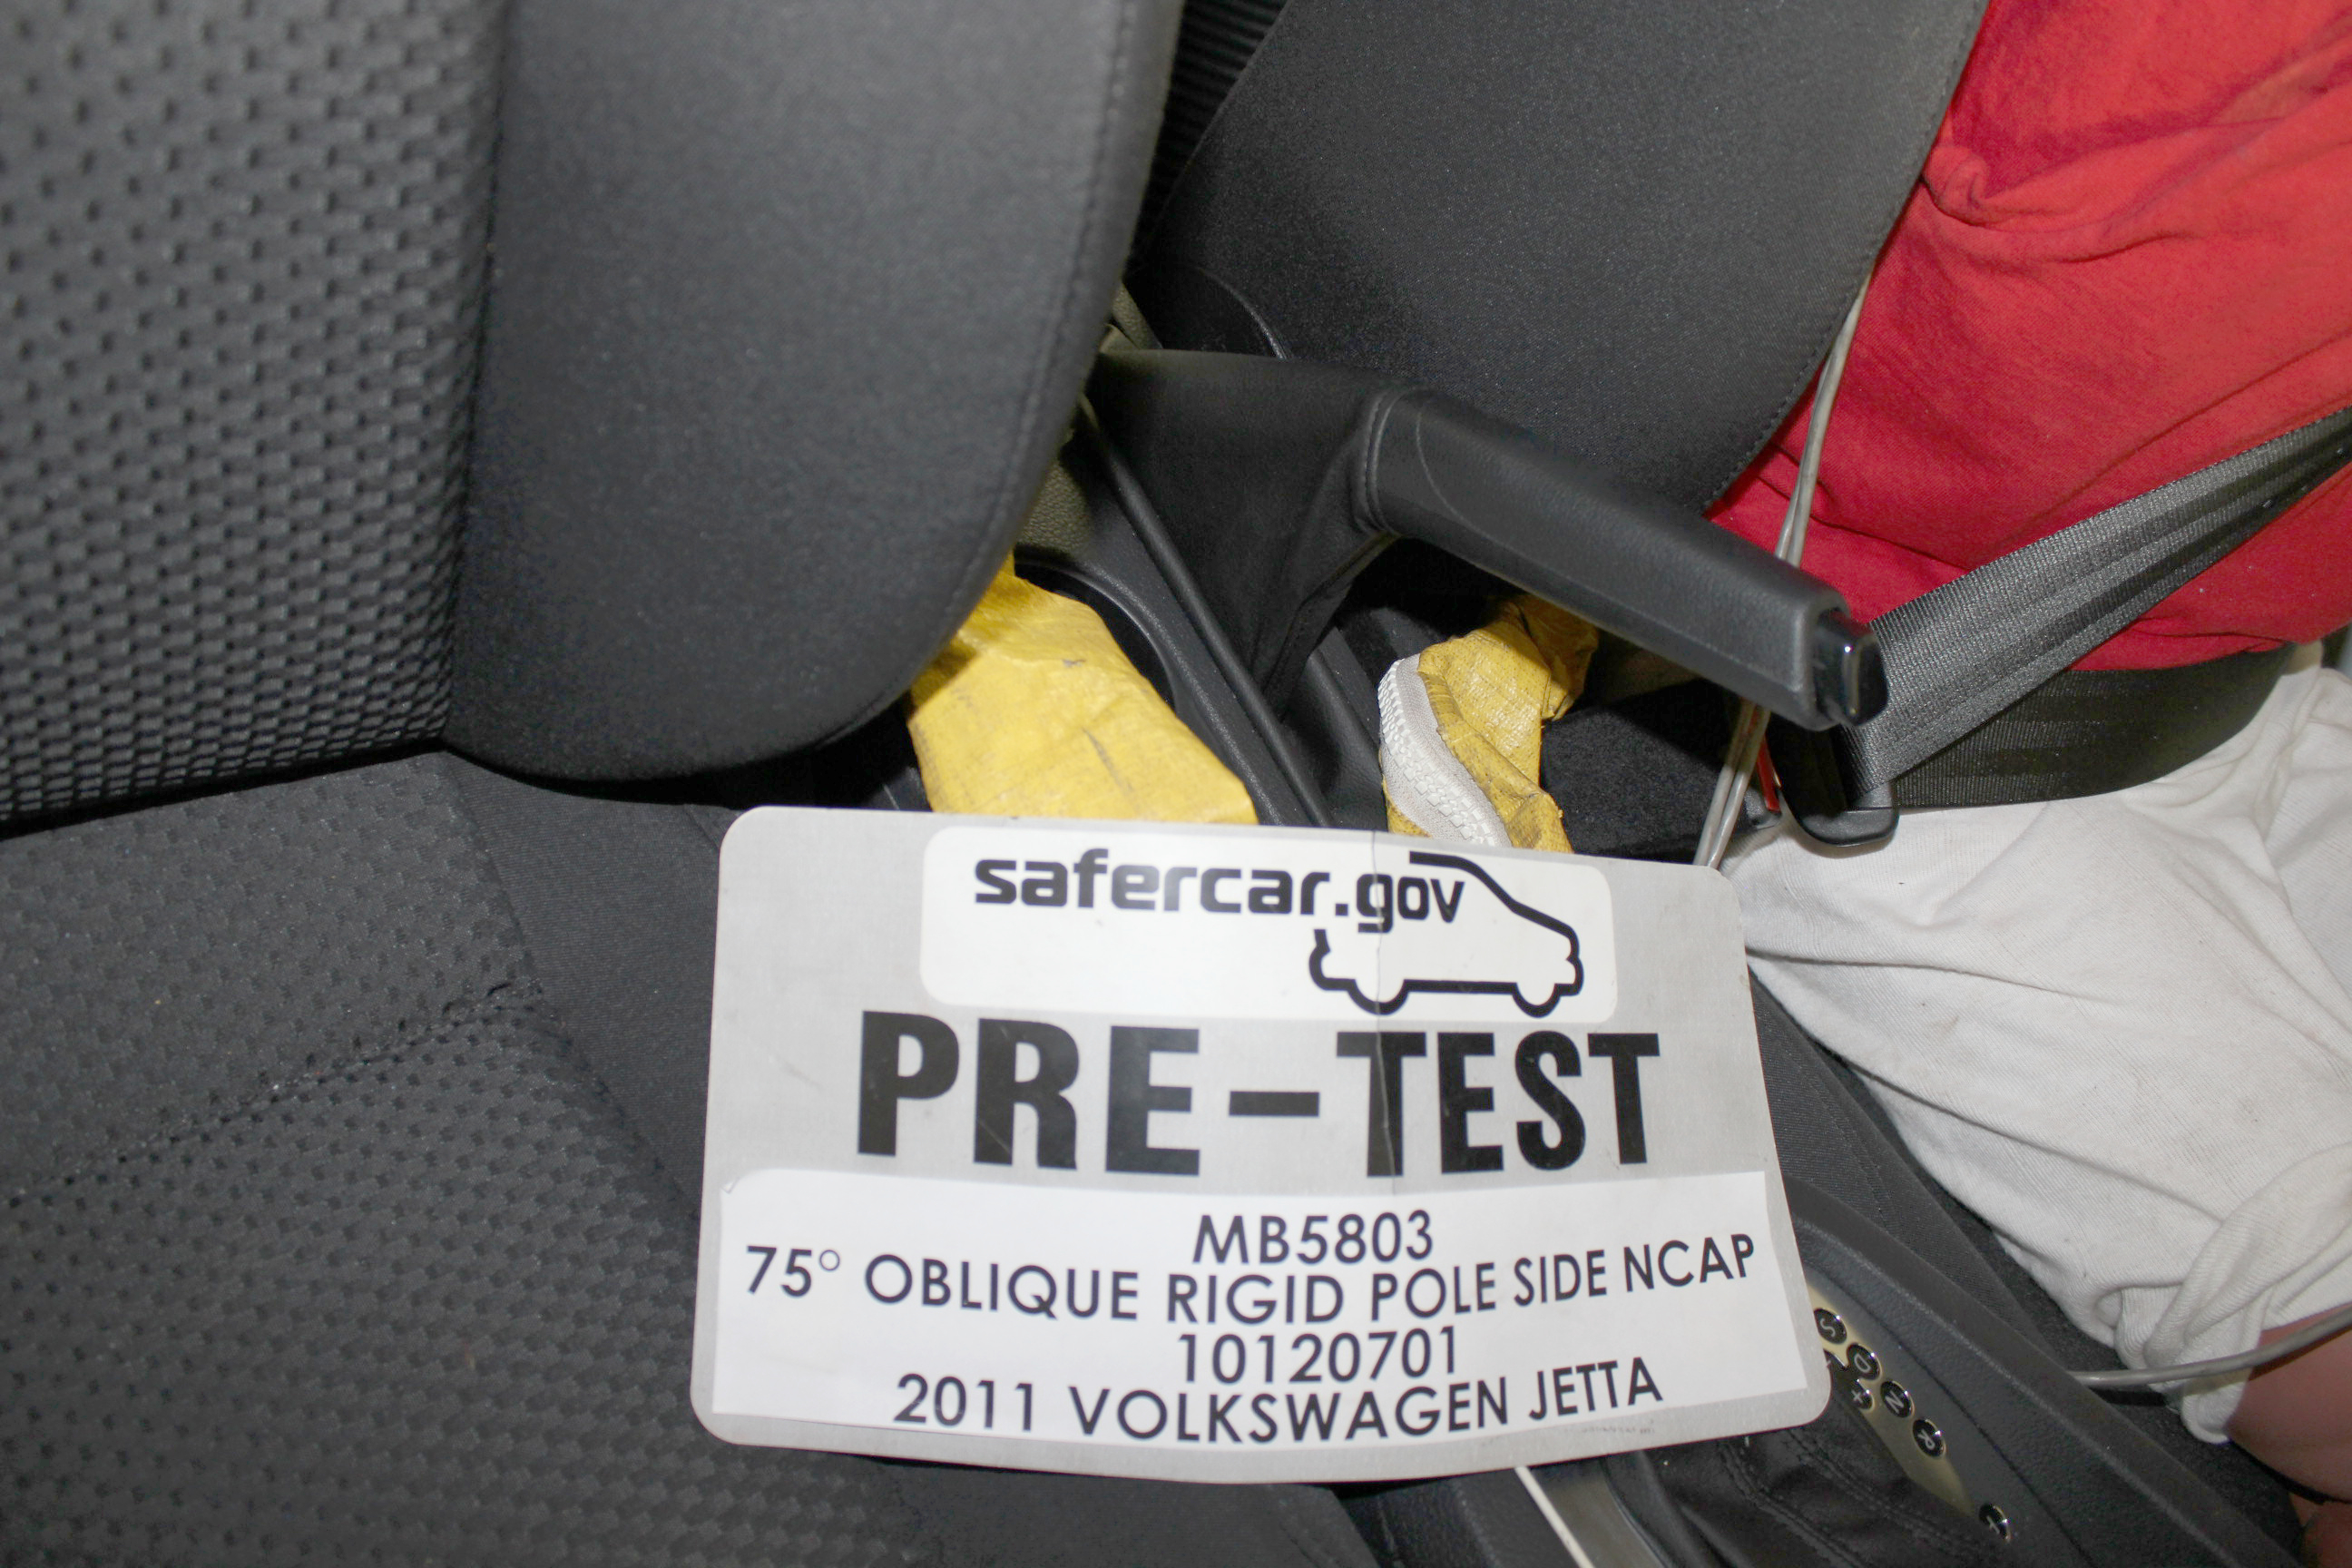 safercar.gov
PRE-TEST
MB5803
75° OBLIQUE RIGID POLE SIDE NCAP
10120701
2011 VOLKSWAGEN JETTA
S
D
+
N
R